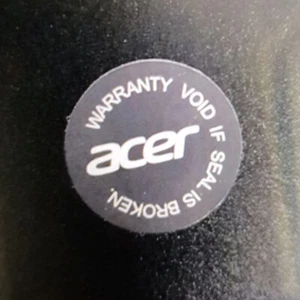 WARRANTY VOID IF SEAL IS BROKEN.
acer